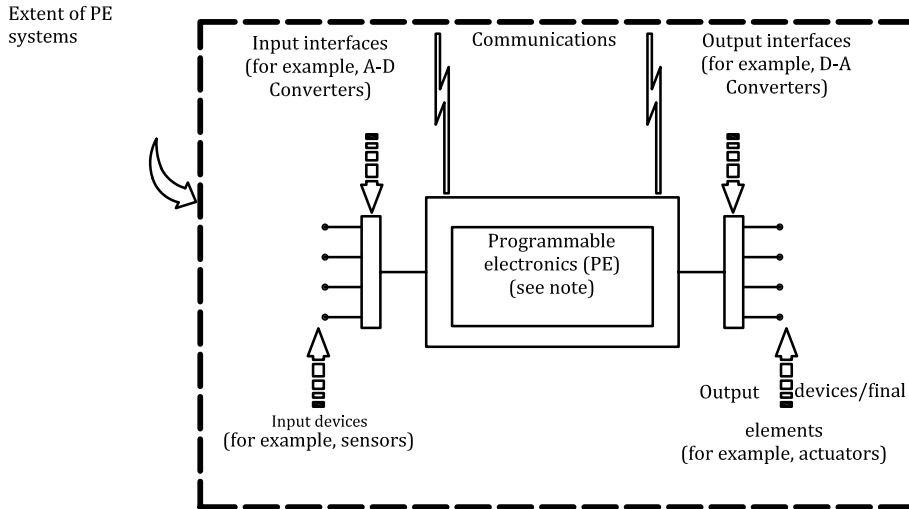 Extent of PE
systems
Input interfaces
(for example, A-D
Converters)
Communications
Output interfaces
(for example, D-A
Converters)
Programmable
electronics (PE)
(see note)
Input devices
(for example, sensors)
Output devices/final
elements
(for example, actuators)